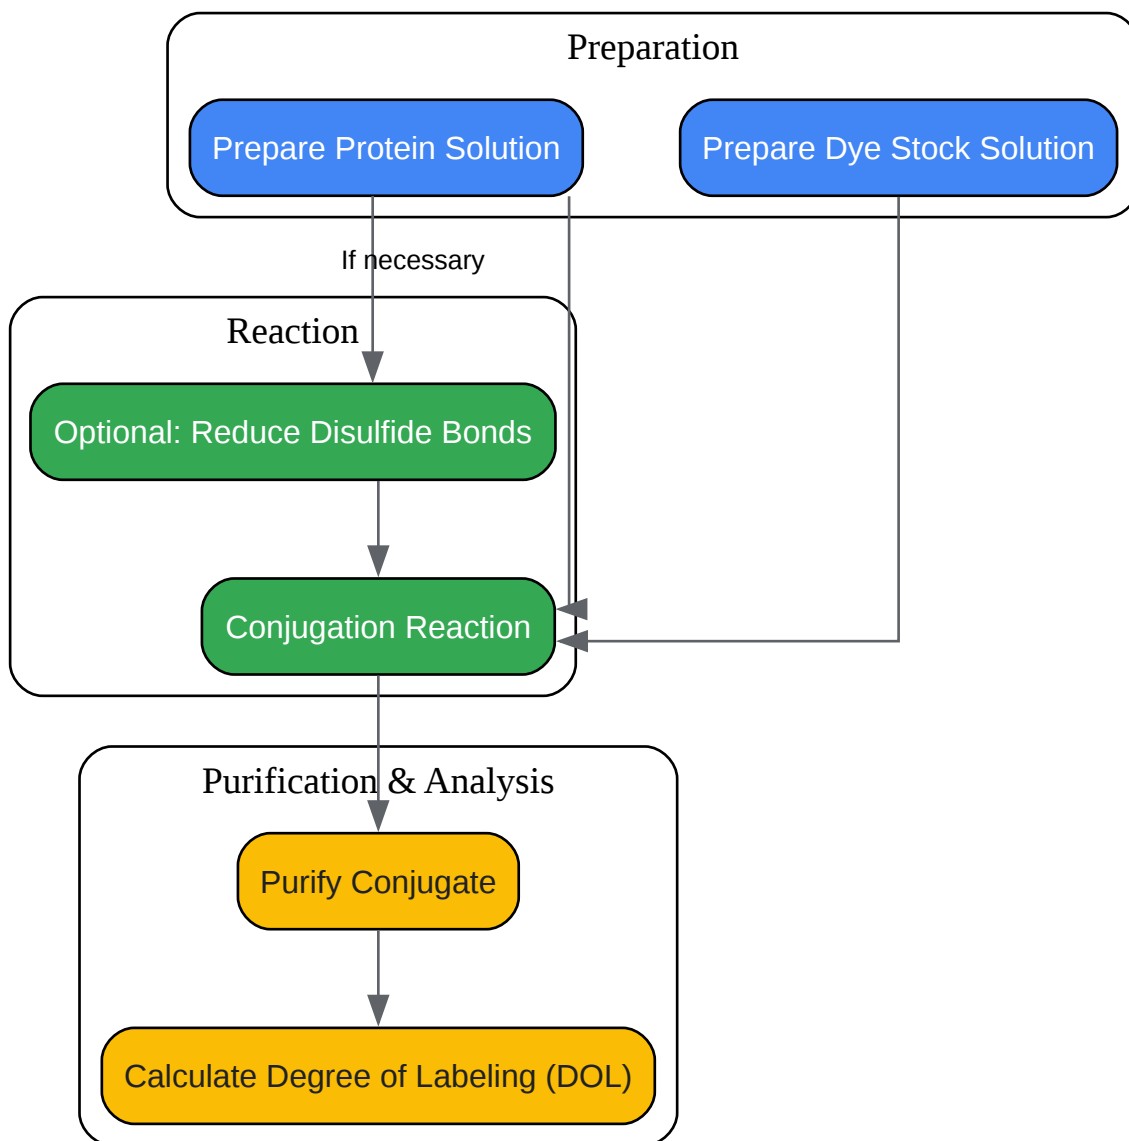 Preparation
Prepare Protein Solution
Prepare Dye Stock Solution
If necessary
Reaction
Optional: Reduce Disulfide Bonds
Conjugation Reaction
Purification & Analysis
Purify Conjugate
Calculate Degree of Labeling (DOL)